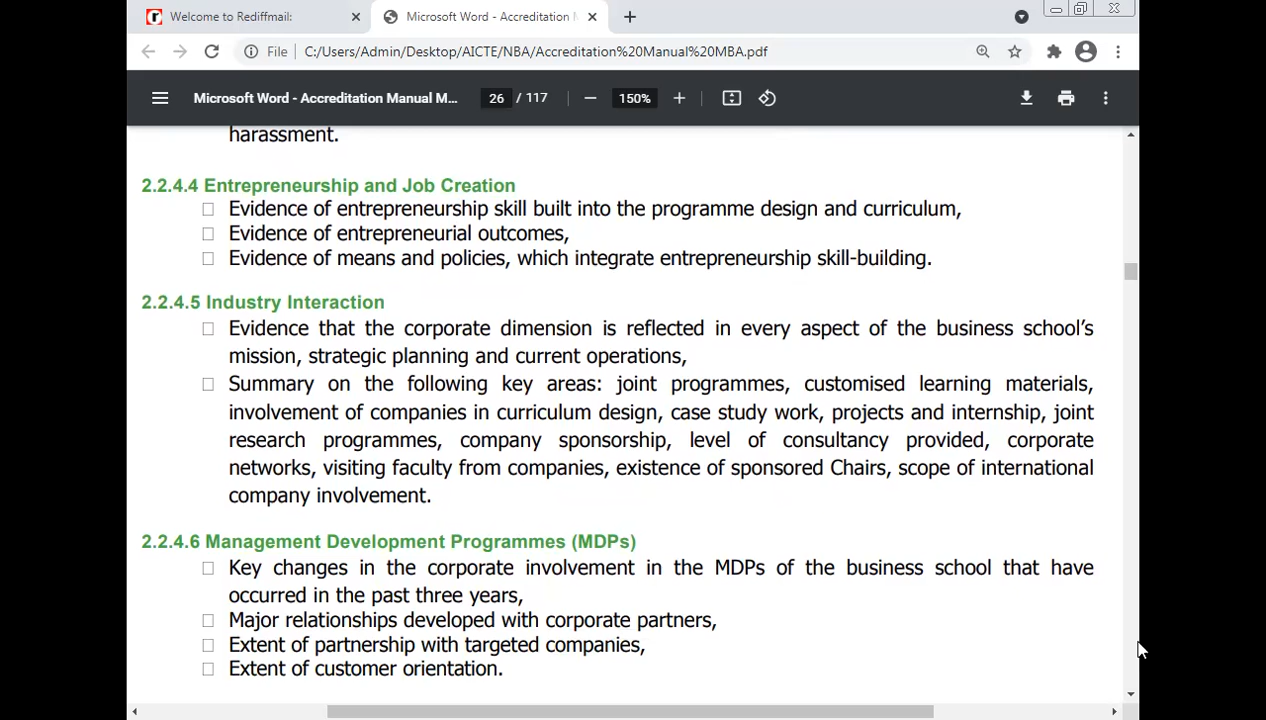 Welcome to Rediffmail:
Microsoft Word - Accreditation M
File C:/Users/Admin/Desktop/AICTE/NBA/Accreditation%20Manual%20MBA.pdf
Microsoft Word - Accreditation Manual M... 26 / 117 150%
harassment.
2.2.4.4 Entrepreneurship and Job Creation
Evidence of entrepreneurship skill built into the programme design and curriculum,
Evidence of entrepreneurial outcomes,
Evidence of means and policies, which integrate entrepreneurship skill-building.
2.2.4.5 Industry Interaction
Evidence that the corporate dimension is reflected in every aspect of the business school's
mission, strategic planning and current operations,
Summary on the following key areas: joint programmes, customised learning materials,
involvement of companies in curriculum design, case study work, projects and internship, joint
research programmes, company sponsorship, level of consultancy provided, corporate
networks, visiting faculty from companies, existence of sponsored Chairs, scope of international
company involvement.
2.2.4.6 Management Development Programmes (MDPs)
Key changes in the corporate involvement in the MDPs of the business school that have
occurred in the past three years,
Major relationships developed with corporate partners,
Extent of partnership with targeted companies,
Extent of customer orientation.